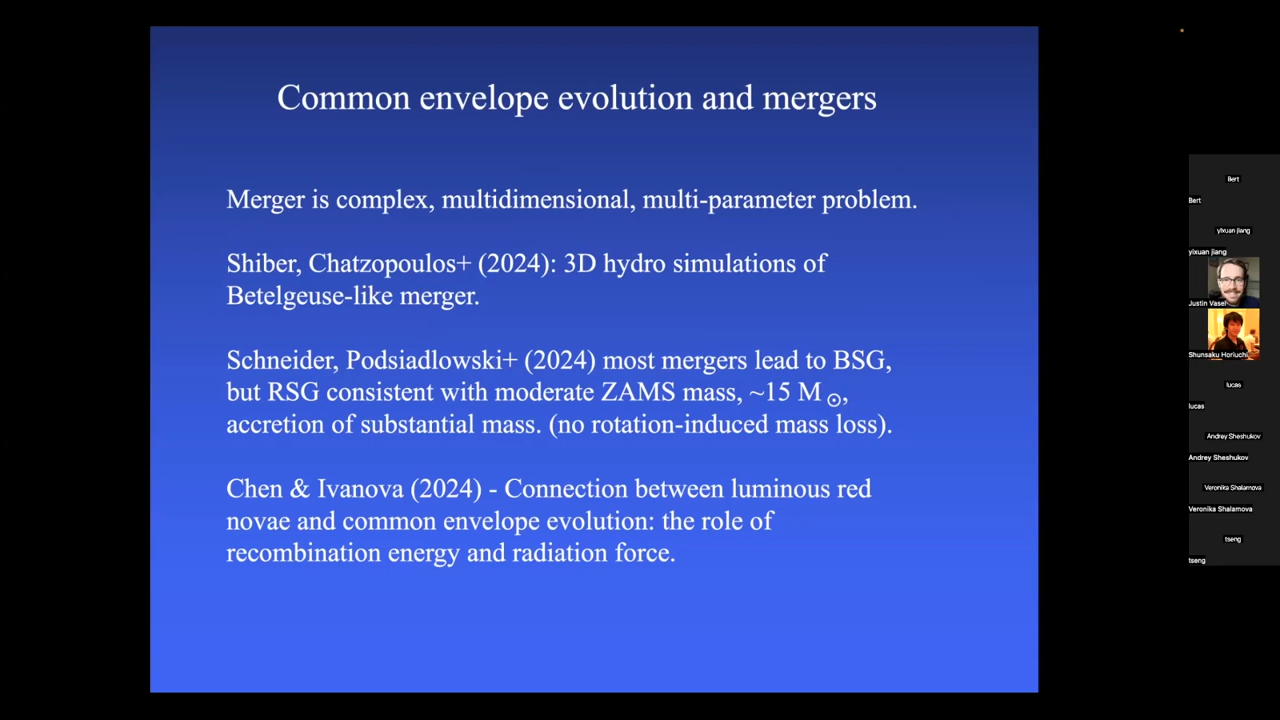 Common envelope evolution and mergers
Merger is complex, multidimensional, multi-parameter problem.
Shiber, Chatzopoulos+ (2024): 3D hydro simulations of
Betelgeuse-like merger.
Schneider, Podsiadlowski+ (2024) most mergers lead to BSG,
but RSG consistent with moderate ZAMS mass, ~15 M ⊙,
accretion of substantial mass. (no rotation-induced mass loss).
Chen & Ivanova (2024) - Connection between luminous red
novae and common envelope evolution: the role of
recombination energy and radiation force.
Bert
Bert
yixuan jiang
yixuan jiang
Justin Vasel
Shunsaku Horiuchi
lucas
lucas
Andrey Sheshukov
Andrey Sheshukov
Veronika Shalamova
Veronika Shalamova
tseng
tseng